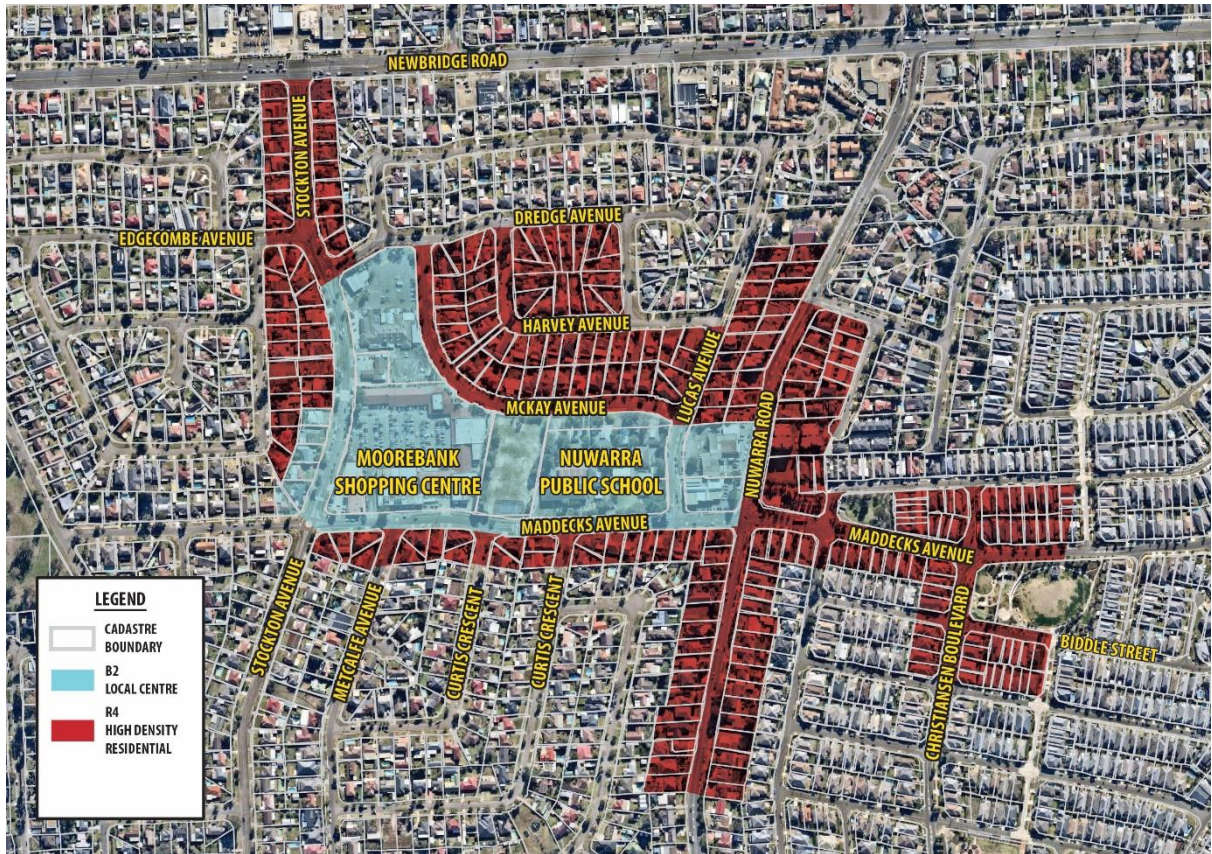 NEWBRIDGE ROAD
STOCKTON AVENUE
DREDGE AVENUE
EDGECOMBE AVENUE
HARVEY AVENUE
LUCAS AVENUE
MCKAY AVENUE
NUWARRA ROAD
MOOREBANK
SHOPPING CENTRE
NUWARRA
PUBLIC SCHOOL
MADDECKS AVENUE
MADDECKS AVENUE
STOCKTON AVENUE
METCALFE AVENUE
CURTIS CRESCENT
CURTIS CRESCENT
CHRISTIANSEN BOULEVARD
BIDDLE STREET
LEGEND
CADASTRE
BOUNDARY
B2
LOCAL CENTRE
R4
HIGH DENSITY
RESIDENTIAL